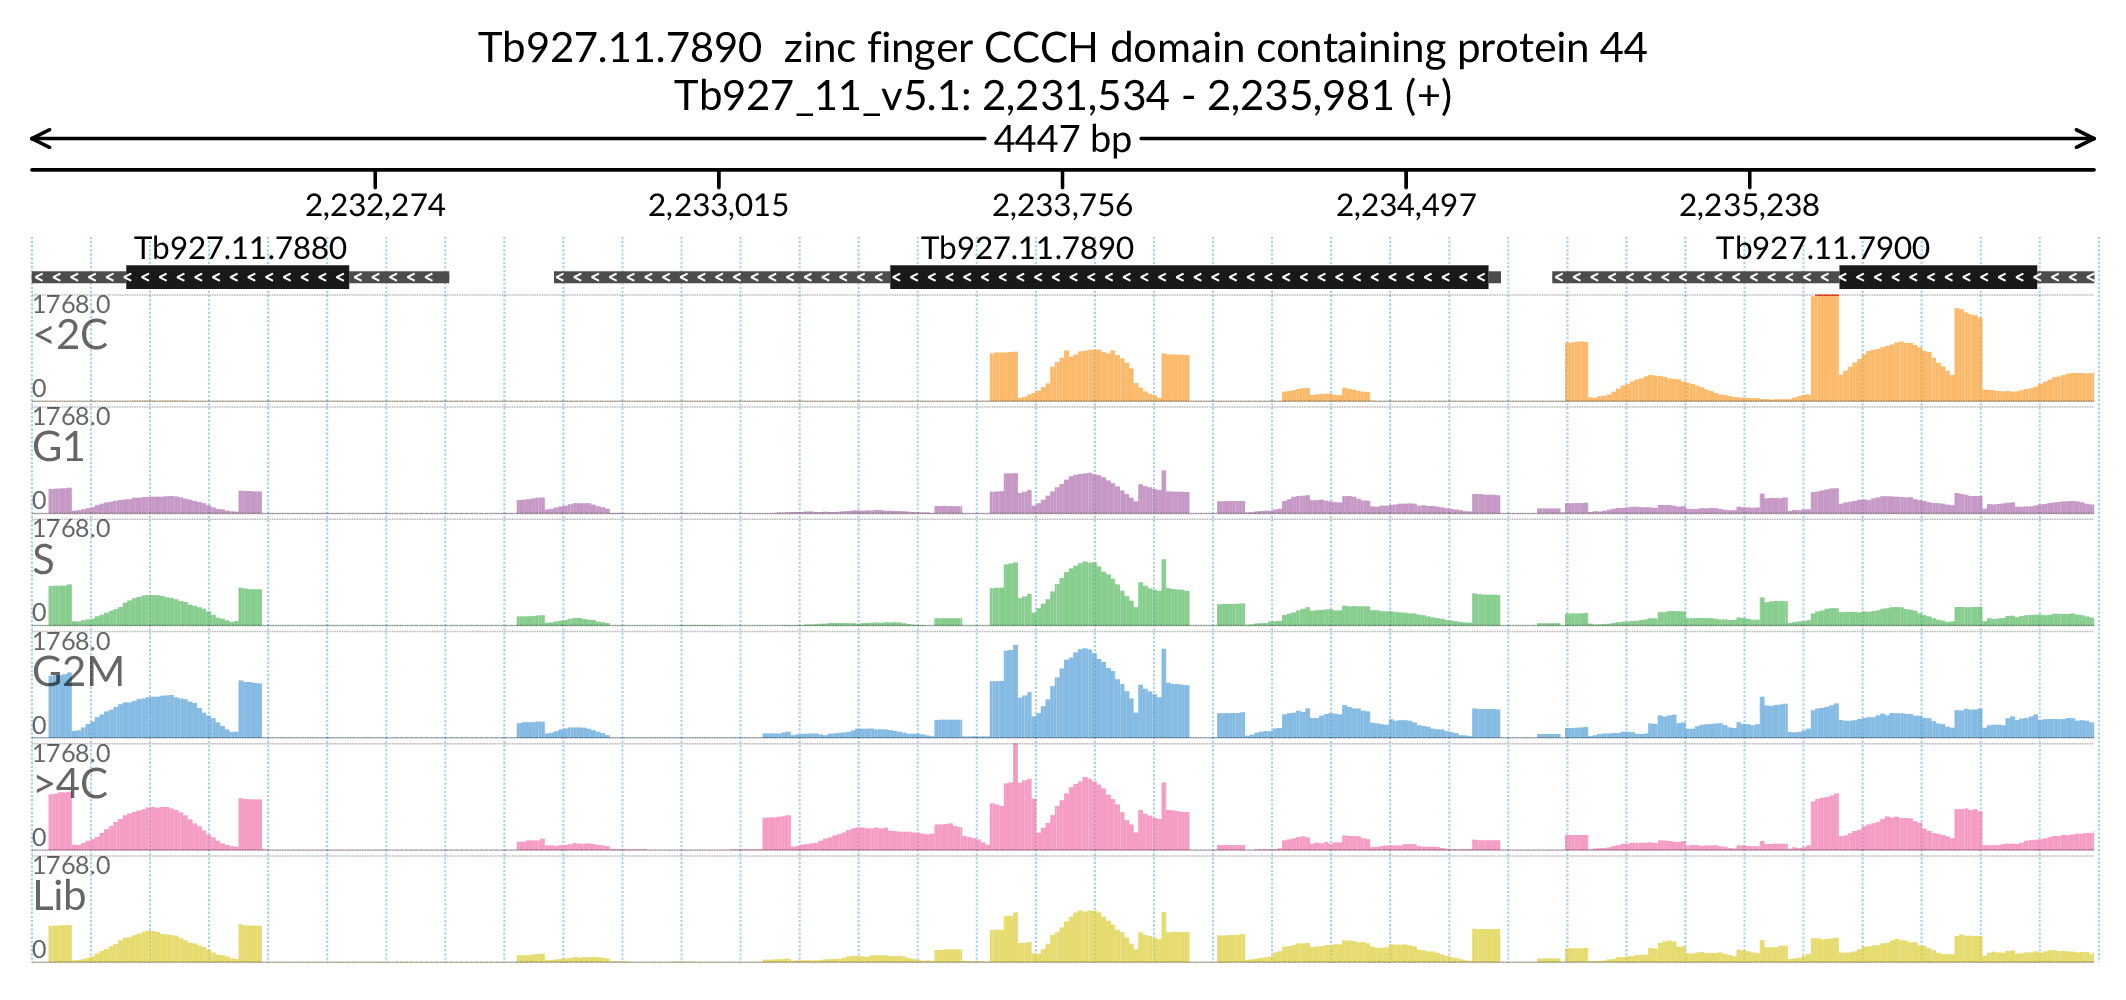 Tb927.11.7890  zinc finger CCCH domain containing protein 44
Tb927_11_v5.1: 2,231,534 - 2,235,981 (+)
4447 bp
2,232,274 2,233,015 2,233,756 2,234,497 2,235,238
Tb927.11.7880 Tb927.11.7890 Tb927.11.7900
1768.0
<2C
0
1768.0
G1
0
1768.0
S
0
1768.0
G2M
0
1768.0
>4C
0
1768.0
Lib
0